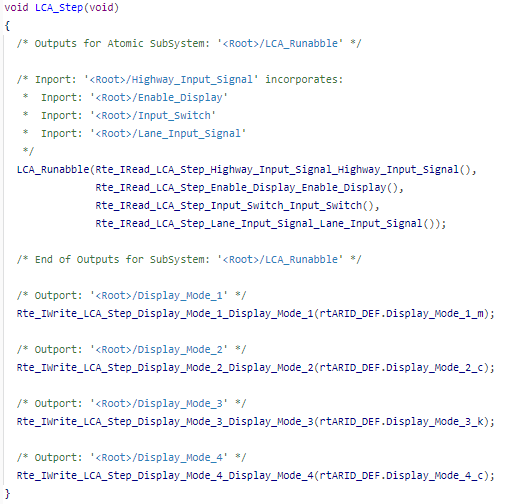 void LCA_Step(void)
{
  /* Outputs for Atomic SubSystem: '<Root>/LCA_Runabble' */

  /* Inport: '<Root>/Highway_Input_Signal' incorporates:
   *  Inport: '<Root>/Enable_Display'
   *  Inport: '<Root>/Input_Switch'
   *  Inport: '<Root>/Lane_Input_Signal'
   */
  LCA_Runabble(Rte_IRead_LCA_Step_Highway_Input_Signal_Highway_Input_Signal(),
               Rte_IRead_LCA_Step_Enable_Display_Enable_Display(),
               Rte_IRead_LCA_Step_Input_Switch_Input_Switch(),
               Rte_IRead_LCA_Step_Lane_Input_Signal_Lane_Input_Signal());

  /* End of Outputs for SubSystem: '<Root>/LCA_Runabble' */

  /* Outport: '<Root>/Display_Mode_1' */
  Rte_IWrite_LCA_Step_Display_Mode_1_Display_Mode_1(rtARID_DEF.Display_Mode_1_m);

  /* Outport: '<Root>/Display_Mode_2' */
  Rte_IWrite_LCA_Step_Display_Mode_2_Display_Mode_2(rtARID_DEF.Display_Mode_2_c);

  /* Outport: '<Root>/Display_Mode_3' */
  Rte_IWrite_LCA_Step_Display_Mode_3_Display_Mode_3(rtARID_DEF.Display_Mode_3_k);

  /* Outport: '<Root>/Display_Mode_4' */
  Rte_IWrite_LCA_Step_Display_Mode_4_Display_Mode_4(rtARID_DEF.Display_Mode_4_c);
}